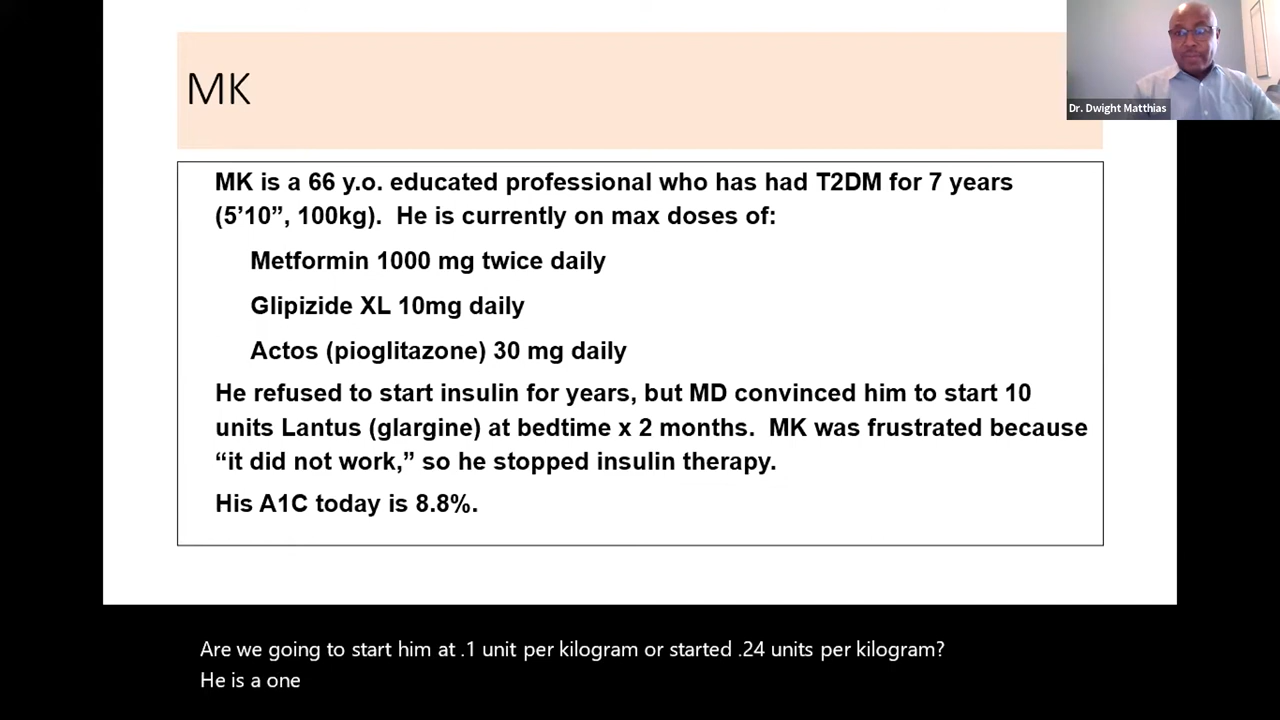 MK
Dr. Dwight Matthias
MK is a 66 y.o. educated professional who has had T2DM for 7 years
(5’10”, 100kg). He is currently on max doses of:
Metformin 1000 mg twice daily
Glipizide XL 10mg daily
Actos (pioglitazone) 30 mg daily
He refused to start insulin for years, but MD convinced him to start 10
units Lantus (glargine) at bedtime x 2 months. MK was frustrated because
“it did not work,” so he stopped insulin therapy.
His A1C today is 8.8%.
Are we going to start him at .1 unit per kilogram or started .24 units per kilogram?
He is a one